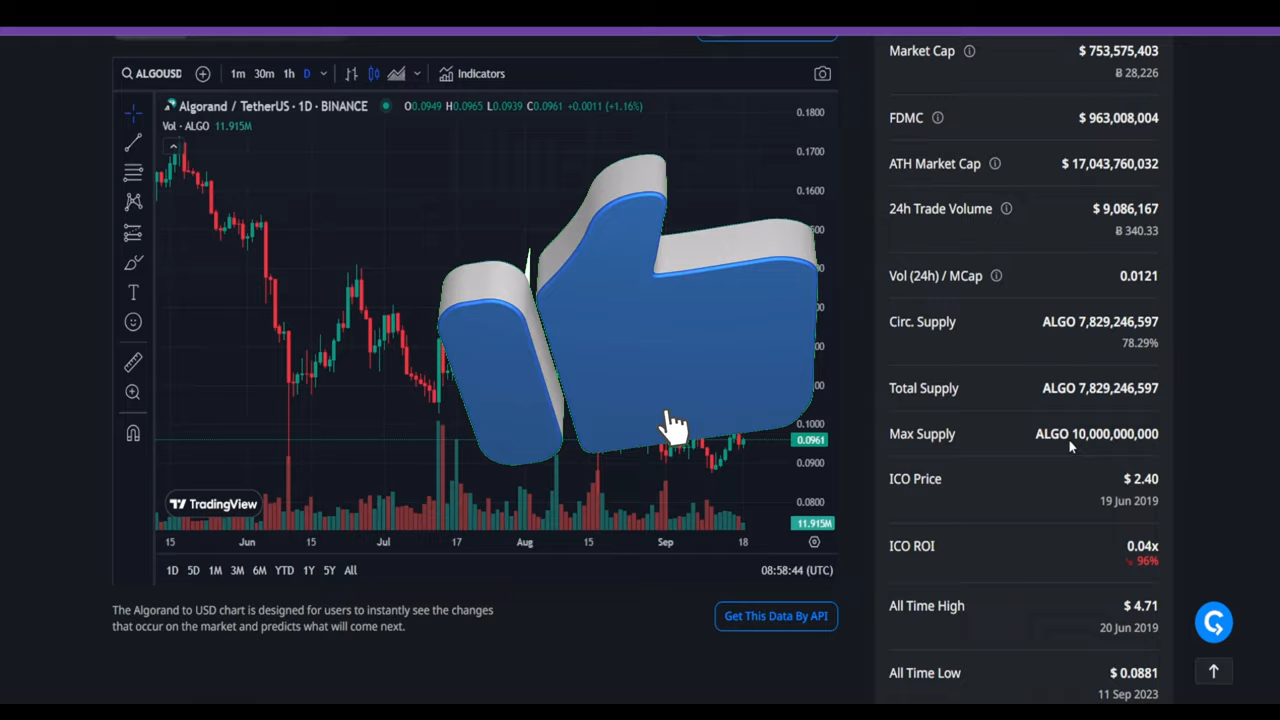 ALGOUSD 1m 30m 1h D Indicators
Algorand / TetherUS · 1D · BINANCE O0.0949 H0.0965 L0.0939 C0.0961 +0.0011 (+1.16%)
Vol · ALGO 11.915M
0.1800
0.1700
0.1600
0.1000
0.0961
0.0900
0.0800
11.915M
TradingView
15 Jun 15 Jul 17 Aug 15 Sep 18
1D 5D 1M 3M 6M YTD 1Y 5Y All 08:58:44 (UTC)
The Algorand to USD chart is designed for users to instantly see the changes
that occur on the market and predicts what will come next.
Get This Data By API
Market Cap $ 753,575,403
Ƀ 28,226
FDMC $ 963,008,004
ATH Market Cap $ 17,043,760,032
24h Trade Volume $ 9,086,167
Ƀ 340.33
Vol (24h) / MCap 0.0121
Circ. Supply ALGO 7,829,246,597
78.29%
Total Supply ALGO 7,829,246,597
Max Supply ALGO 10,000,000,000
ICO Price $ 2.40
19 Jun 2019
ICO ROI 0.04x
96%
All Time High $ 4.71
20 Jun 2019
All Time Low $ 0.0881
11 Sep 2023